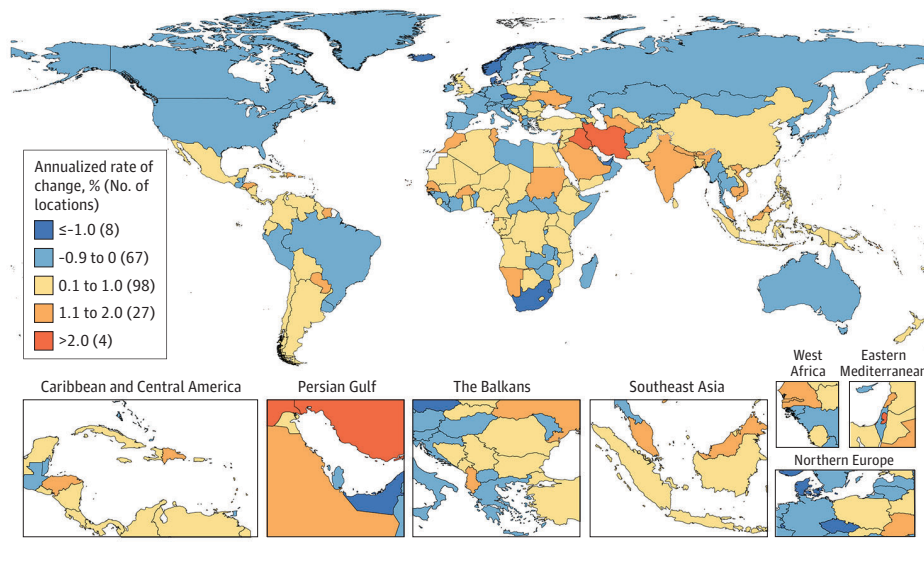 Annualized rate of
change, % (No. of
locations)
≤-1.0 (8)
-0.9 to 0 (67)
0.1 to 1.0 (98)
1.1 to 2.0 (27)
>2.0 (4)
Caribbean and Central America
Persian Gulf
The Balkans
Southeast Asia
West
Africa
Eastern
Mediterranean
Northern Europe